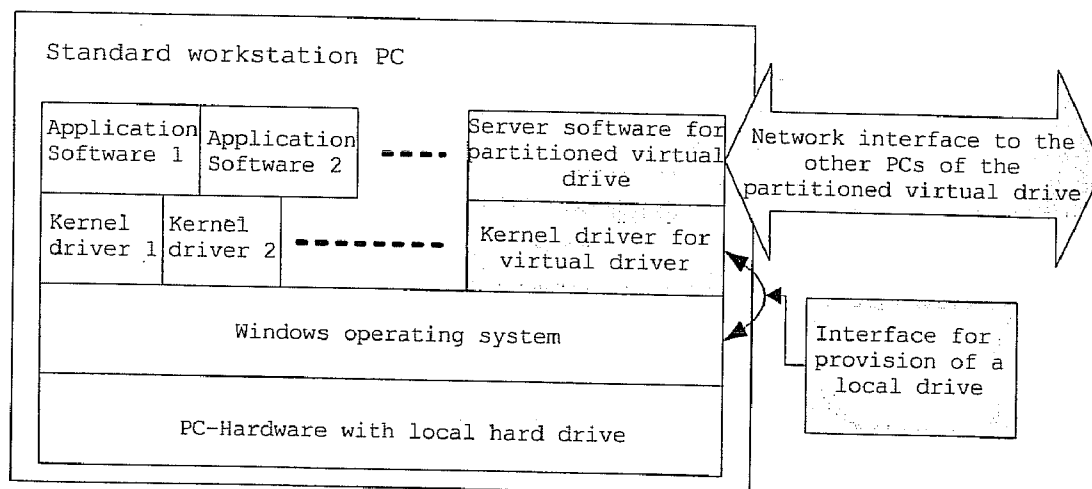 Standard workstation PC
Application
Software 1
Application
Software 2
Server software for
partitioned virtual
drive
Network interface to the
other PCs of the
partitioned virtual drive
Kernel
driver 1
Kernel
driver 2
Kernel driver for
virtual driver
Windows operating system
Interface for
provision of a
local drive
PC-Hardware with local hard drive